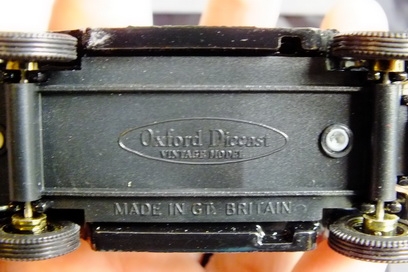 Oxford Diecast
VINTAGE MODEL
MADE IN GT. BRITAIN